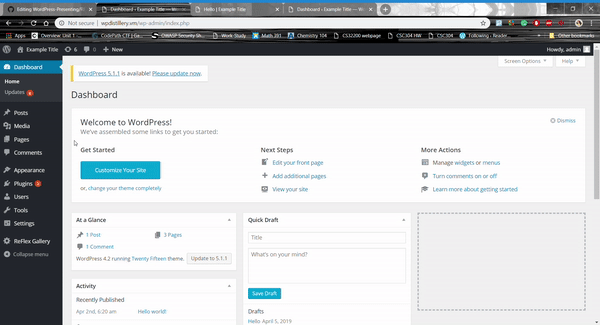 Editing WordPress-Presenting/
Dashboard ‹ Example Title — W
Hello | Example Title
Dashboard ‹ Example Title — W
Not secure | wpdistillery.vm/wp-admin/index.php
Apps
Overview: Unit 1
CodePath CTF | Ga
OWASP Security Sh
Work-Study
Math 201
Chem. 136
CS32200 webpage
CSC304 HW
CSC304
Following - Reader
Other bookmarks
Example Title
6
0
New
Howdy, admin
Dashboard
Home
Updates
Posts
Media
Pages
Comments
Appearance
Plugins
Users
Tools
Settings
ReFlex Gallery
Collapse menu
Screen Options
Help
WordPress 5.1.1 is available! Please update now.
Dashboard
Welcome to WordPress!
Dismiss
We've assembled some links to get you started:
Get Started
Customize Your Site
or, change your theme completely
Next Steps
Edit your front page
Add additional pages
View your site
More Actions
Manage widgets or menus
Turn comments on or off
Learn more about getting started
At a Glance
1 Post
3 Pages
1 Comment
WordPress 4.2 running Twenty Fifteen theme.
Update to 5.1.1
Activity
Recently Published
Apr 2nd, 6:20 am
Hello world!
Quick Draft
Title
What's on your mind?
Save Draft
Drafts
Hello April 5, 2019